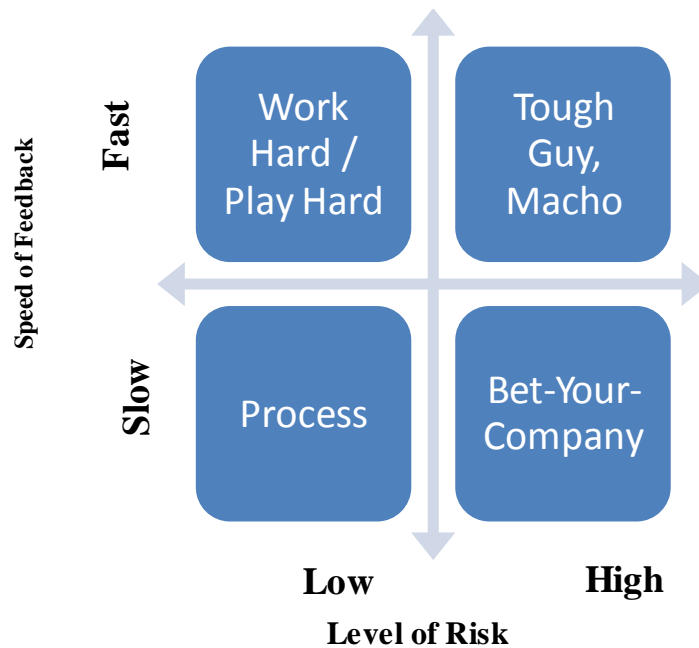 Speed of Feedback
Fast
Work
Hard /
Play Hard
Tough
Guy,
Macho
Slow
Process
Bet-Your-
Company
Low
High
Level of Risk